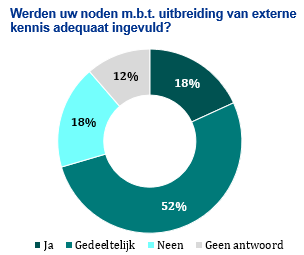 Werden uw noden m.b.t. uitbreiding van externe
kennis adequaat ingevuld?
12%
18%
18%
52%
Ja Gedeeltelijk Neen Geen antwoord